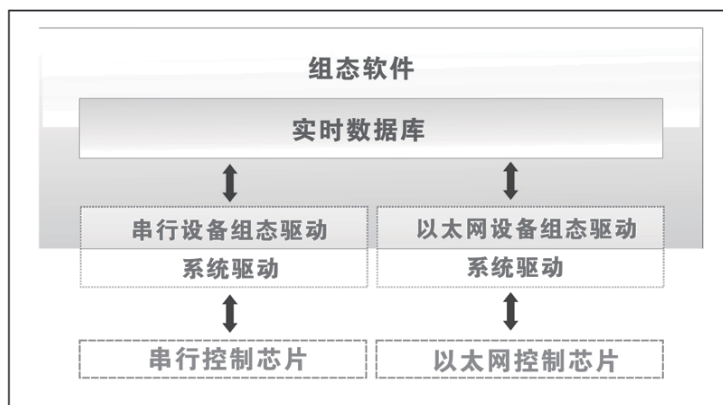 组态软件
实时数据库
串行设备组态驱动
以太网设备组态驱动
系统驱动
系统驱动
串行控制芯片
以太网控制芯片